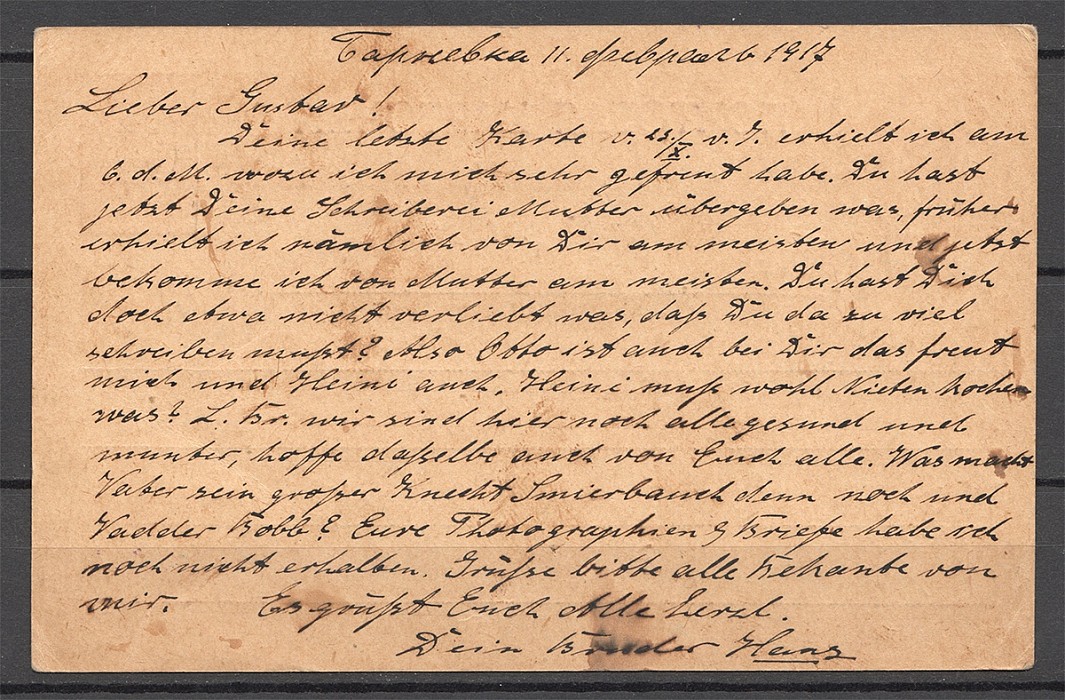 Барневка 11. февраль 1917
Lieber Gustav!
Deine letzte Karte v. 23./X. v. J. erhielt ich am
6. d. M. wozu ich mich sehr gefreut habe. Du hast
jetzt Deine Schreiberei Mutter übergeben was, früher
erhielt ich nämlich von Dir am meisten und jetzt
bekomme ich von Mutter am meisten. Du hast Dich
doch etwa nicht verliebt was, daß Du da zu viel
schreiben mußt? Also Otto ist auch bei Dir das freut
mich und Heini auch. Heini muß wohl Nieten kochen
was? L. Br. wir sind hier noch alle gesund und
munter, hoffe daßelbe auch von Euch alle. Was macht
Vater sein großer Knecht Smierbauch denn noch und
Vadder Bobb? Eure Photographien & Briefe habe ich
noch nicht erhalten. Grüße bitte alle Bekante von
mir. Es grüßt Euch Alle herzl.
Dein Bruder Hans